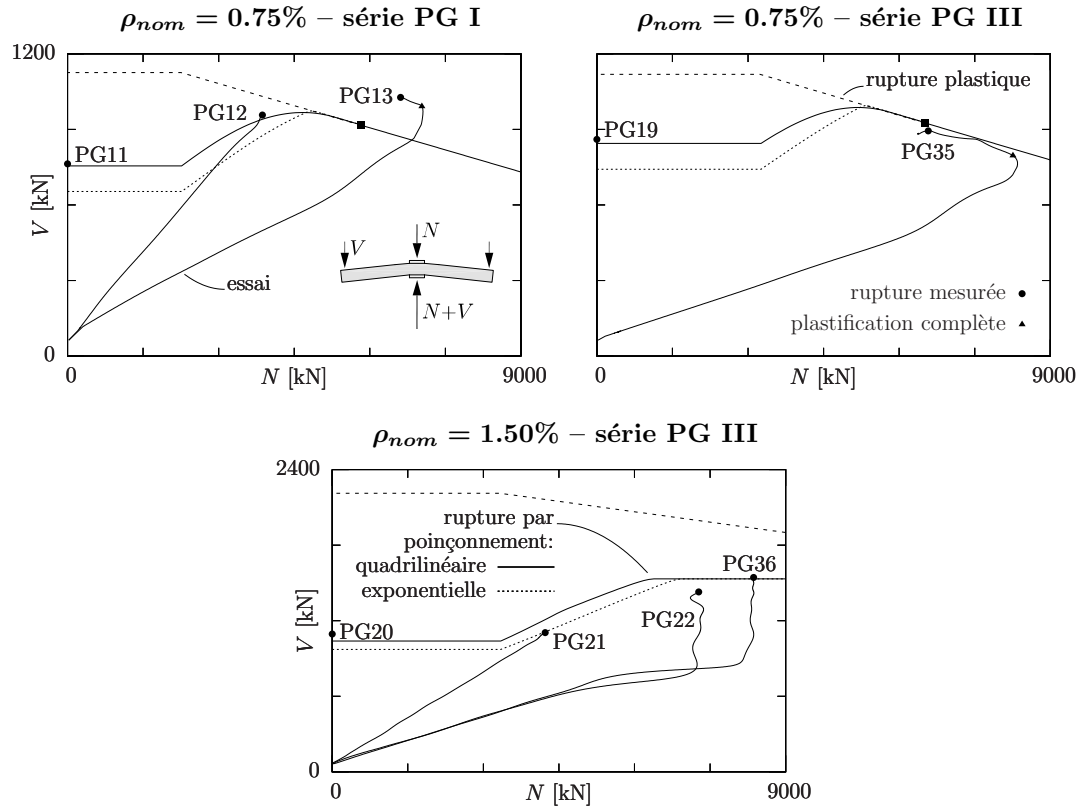 ρnom = 0.75% – série PG I
1200
V [kN]
0
PG11
PG12
PG13
essai
V
N
N+V
0
N [kN]
9000
ρnom = 0.75% – série PG III
rupture plastique
PG19
PG35
rupture mesurée
plastification complète
0
N [kN]
9000
ρnom = 1.50% – série PG III
2400
V [kN]
0
rupture par
poinçonnement:
quadrilinéaire
exponentielle
PG20
PG21
PG22
PG36
0
N [kN]
9000